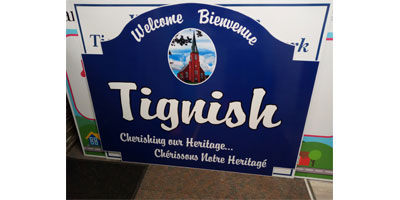 Welcome Bienvenue
Tignish
Cherishing our Heritage...
Chérissons Notre Heritagé